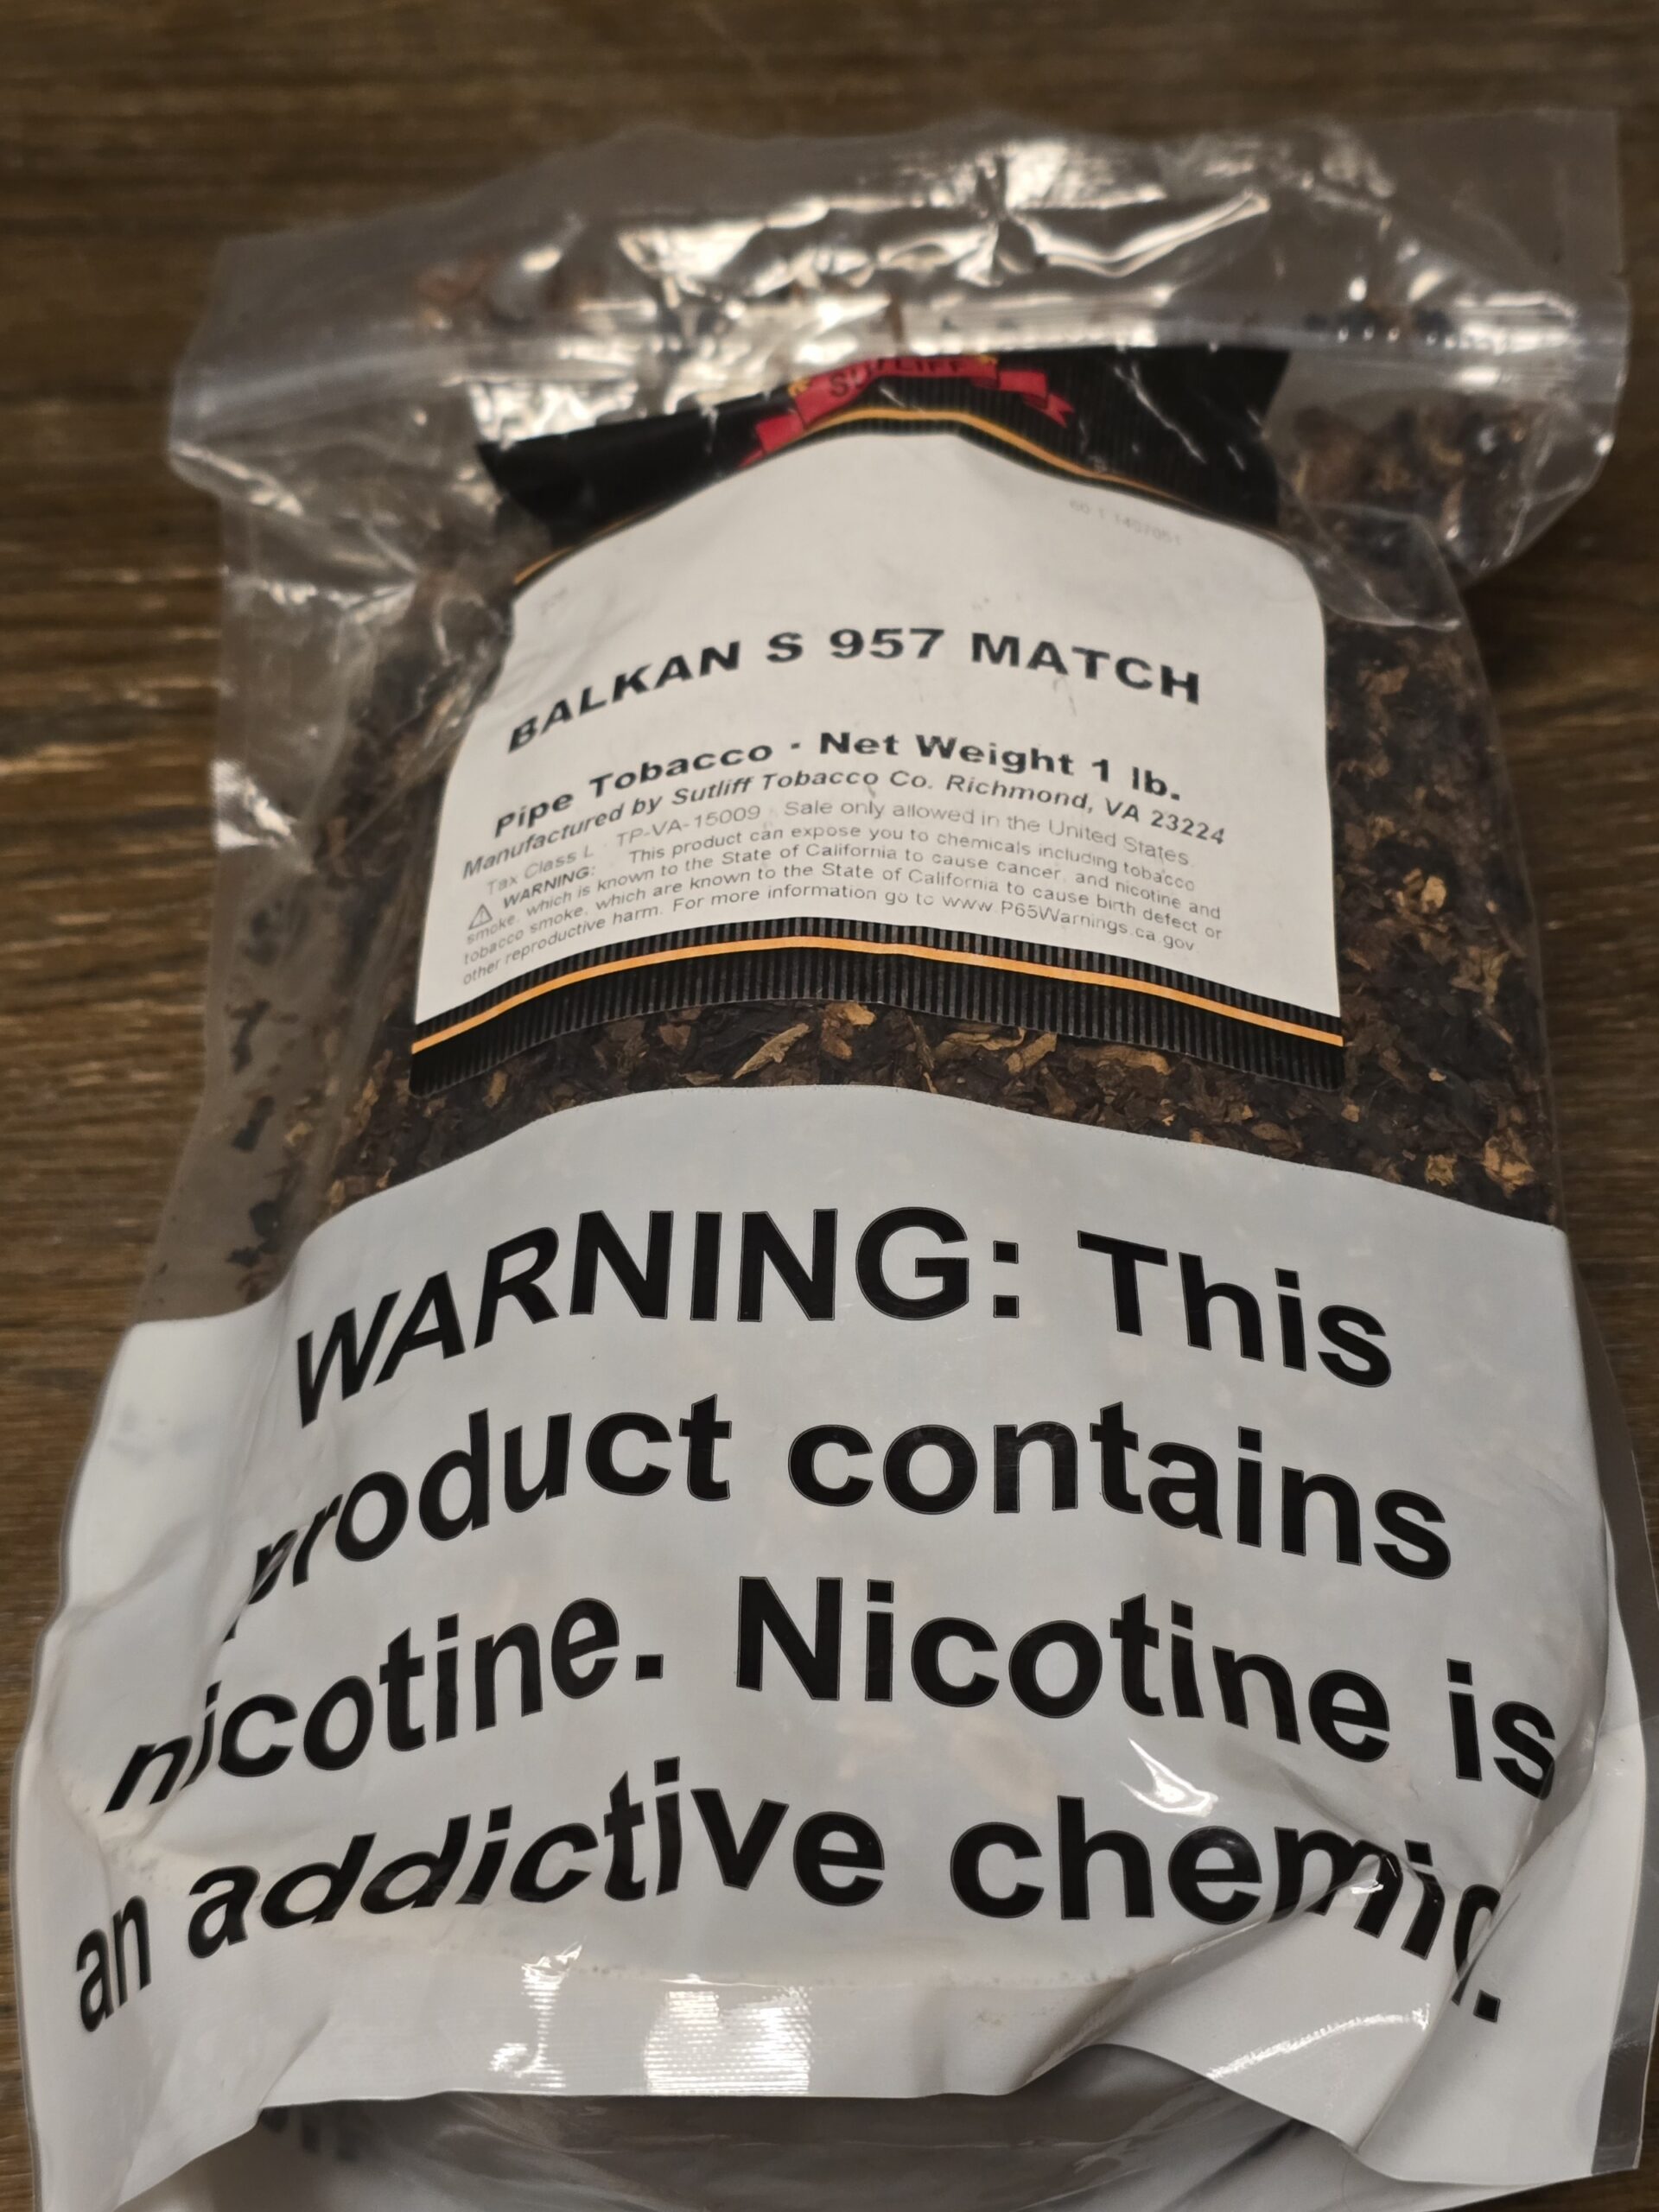 SUTLIFF
60 1 1407051
BALKAN S 957 MATCH
Pipe Tobacco · Net Weight 1 lb.
Manufactured by Sutliff Tobacco Co. Richmond, VA 23224
Tax Class L TP-VA-15009 Sale only allowed in the United States.
WARNING: This product can expose you to chemicals including tobacco
smoke, which is known to the State of California to cause cancer, and nicotine and
tobacco smoke, which are known to the State of California to cause birth defect or
other reproductive harm. For more information go to www.P65Warnings.ca.gov
WARNING: This
product contains
nicotine. Nicotine is
an addictive chemic.